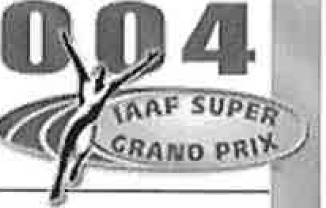 004
IAAF SUPER
GRAND PRIX